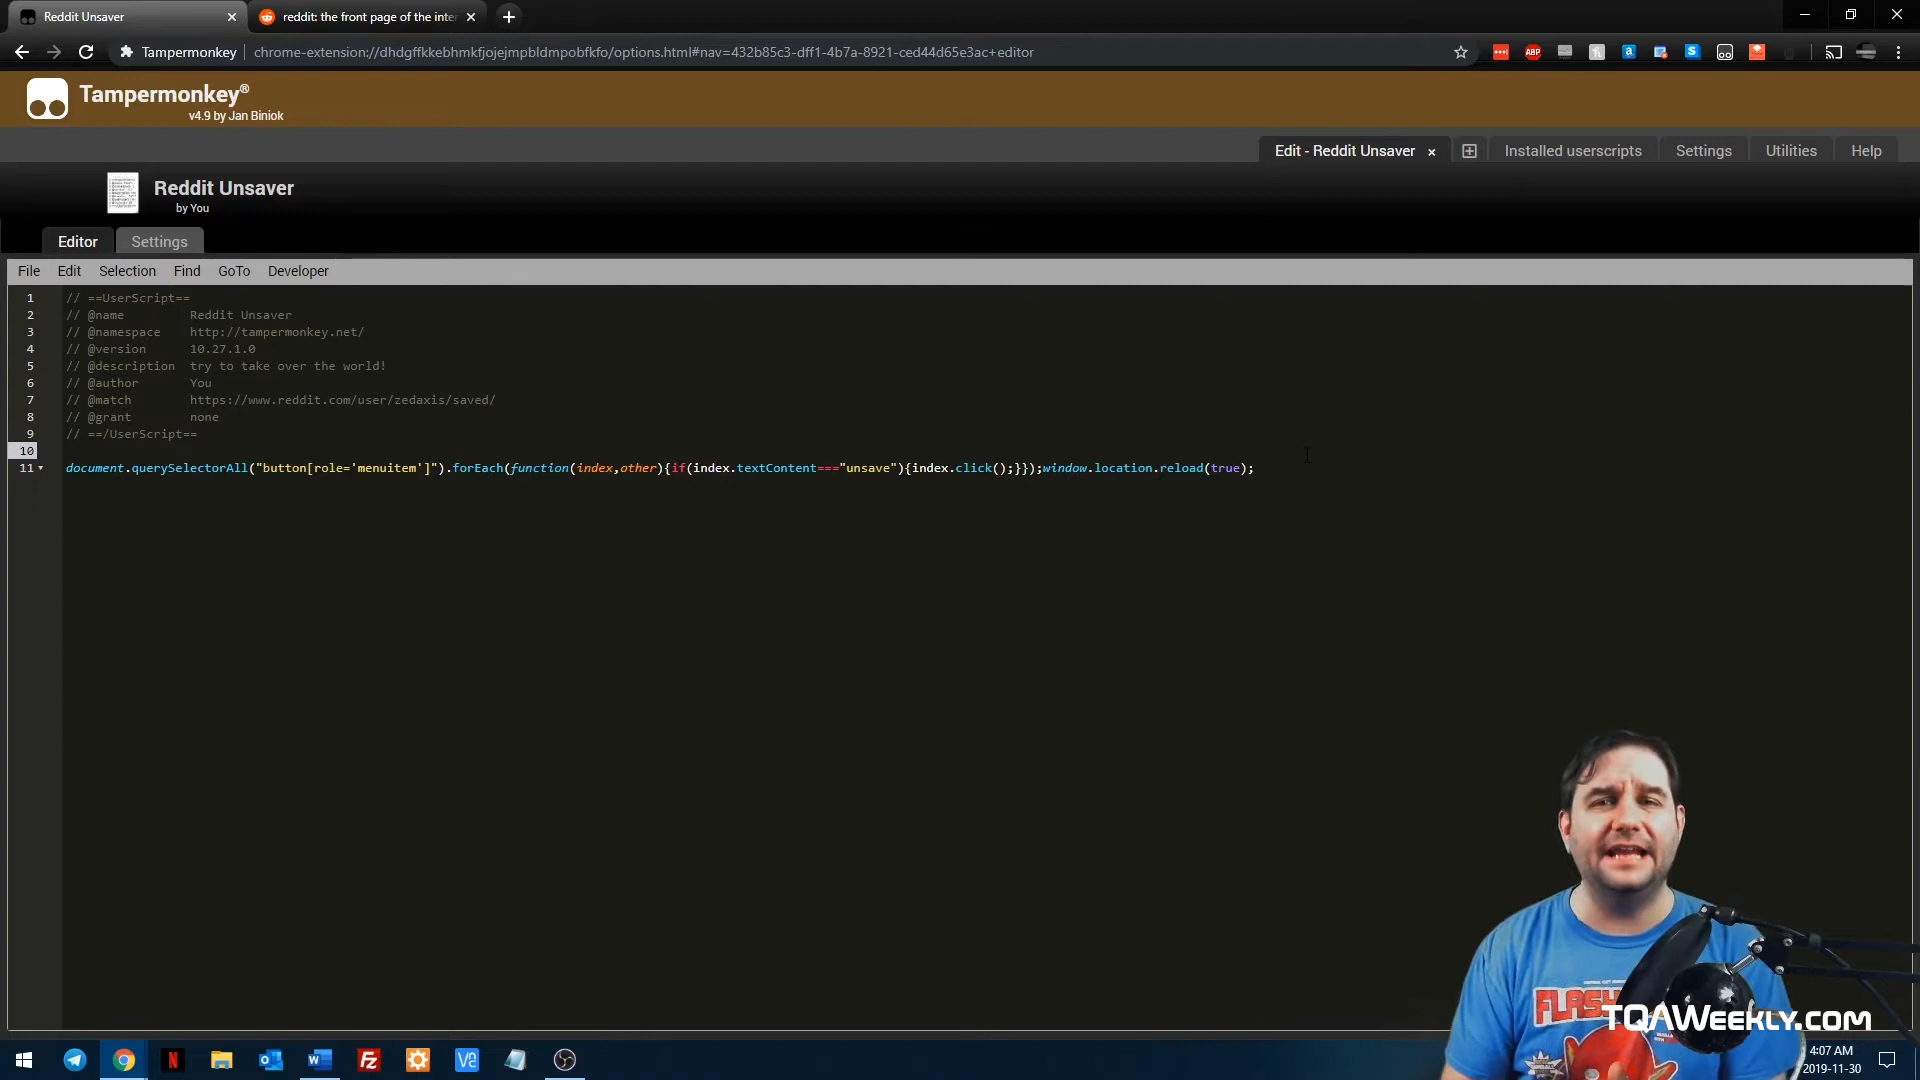 Reddit Unsaver
reddit: the front page of the inter
Tampermonkey
chrome-extension://dhdgffkkebhmkfjojejmpbldmpobfkfo/options.html#nav=432b85c3-dff1-4b7a-8921-ced44d65e3ac+editor
ABP
Tampermonkey®
v4.9 by Jan Biniok
Edit - Reddit Unsaver
Installed userscripts
Settings
Utilities
Help
Reddit Unsaver
by You
Editor
Settings
File Edit Selection Find GoTo Developer
1 // ==UserScript==
2 // @name Reddit Unsaver
3 // @namespace http://tampermonkey.net/
4 // @version 10.27.1.0
5 // @description try to take over the world!
6 // @author You
7 // @match https://www.reddit.com/user/zedaxis/saved/
8 // @grant none
9 // ==/UserScript==
10
11 document.querySelectorAll("button[role='menuitem']").forEach(function(index,other){if(index.textContent==="unsave"){index.click();}});window.location.reload(true);
FLASH
TQAWeekly.com
4:07 AM
2019-11-30